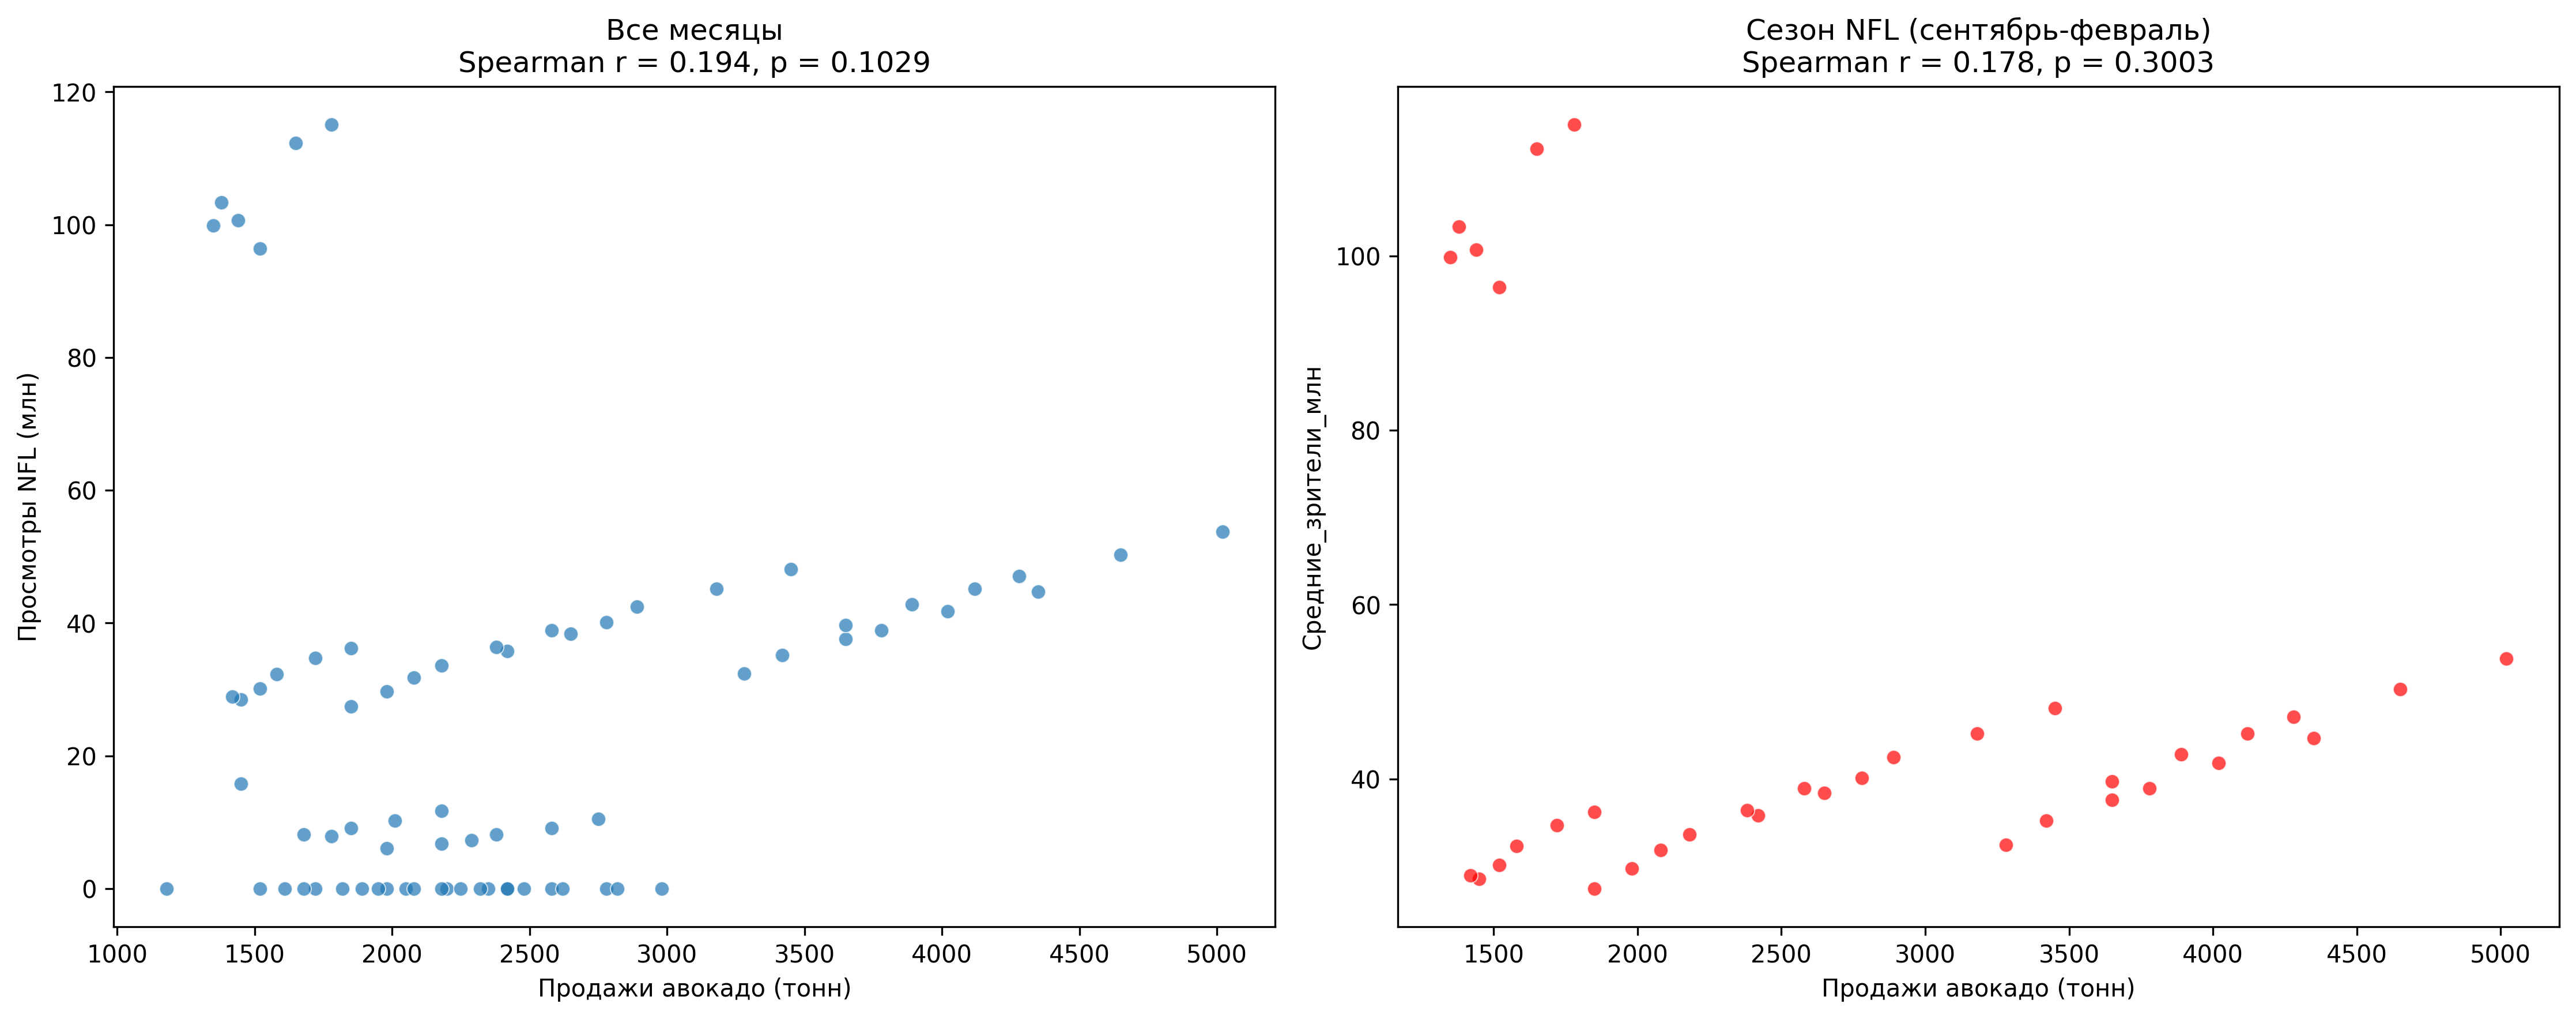 Все месяцы
Spearman r = 0.194, p = 0.1029
120
100
80
60
40
20
0
Просмотры NFL (млн)
1000 1500 2000 2500 3000 3500 4000 4500 5000
Продажи авокадо (тонн)
Сезон NFL (сентябрь-февраль)
Spearman r = 0.178, p = 0.3003
100
80
60
40
Средние_зрители_млн
1500 2000 2500 3000 3500 4000 4500 5000
Продажи авокадо (тонн)